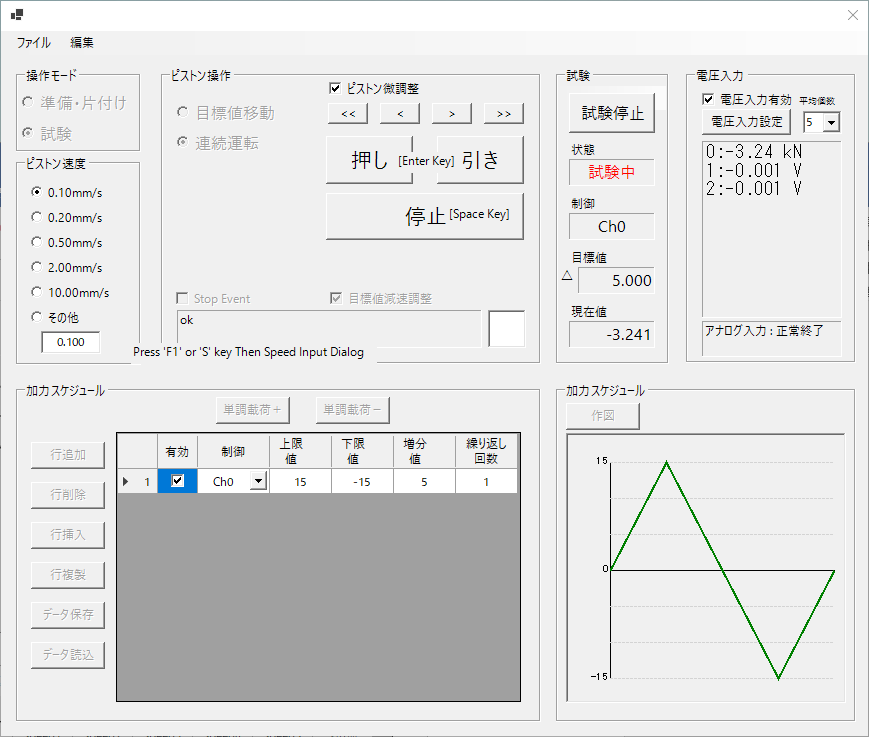 ファイル 編集
操作モード
準備・片付け
試験
ピストン速度
0.10mm/s
0.20mm/s
0.50mm/s
2.00mm/s
10.00mm/s
その他
0.100
ピストン操作
目標値移動
連続運転
ピストン微調整
<< < > >>
押し [Enter Key] 引き
停止 [Space Key]
Stop Event 目標値減速調整
ok
Press 'F1' or 'S' key Then Speed Input Dialog
試験
試験停止
状態
試験中
制御
Ch0
目標値
△ 5.000
現在値
-3.241
電圧入力
電圧入力有効 平均個数
電圧入力設定 5
0:-3.24 kN
1:-0.001 V
2:-0.001 V
アナログ入力 : 正常終了
加力スケジュール
単調載荷+ 単調載荷-
行追加
行削除
行挿入
行複製
データ保存
データ読込
有効 制御 上限値 下限値 増分値 繰り返し回数
1 Ch0 15 -15 5 1
加力スケジュール
作図
15
0
-15